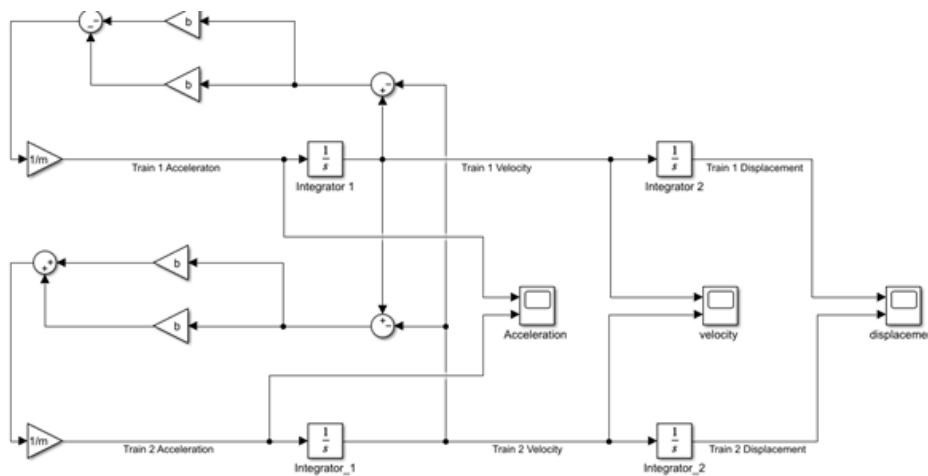 b
b
1/m
Train 1 Acceleraton
1
s
Integrator 1
Train 1 Velocity
1
s
Integrator 2
Train 1 Displacement
b
b
Acceleration
velocity
displaceme
1/m
Train 2 Acceleration
1
s
Integrator_1
Train 2 Velocity
1
s
Integrator_2
Train 2 Displacement